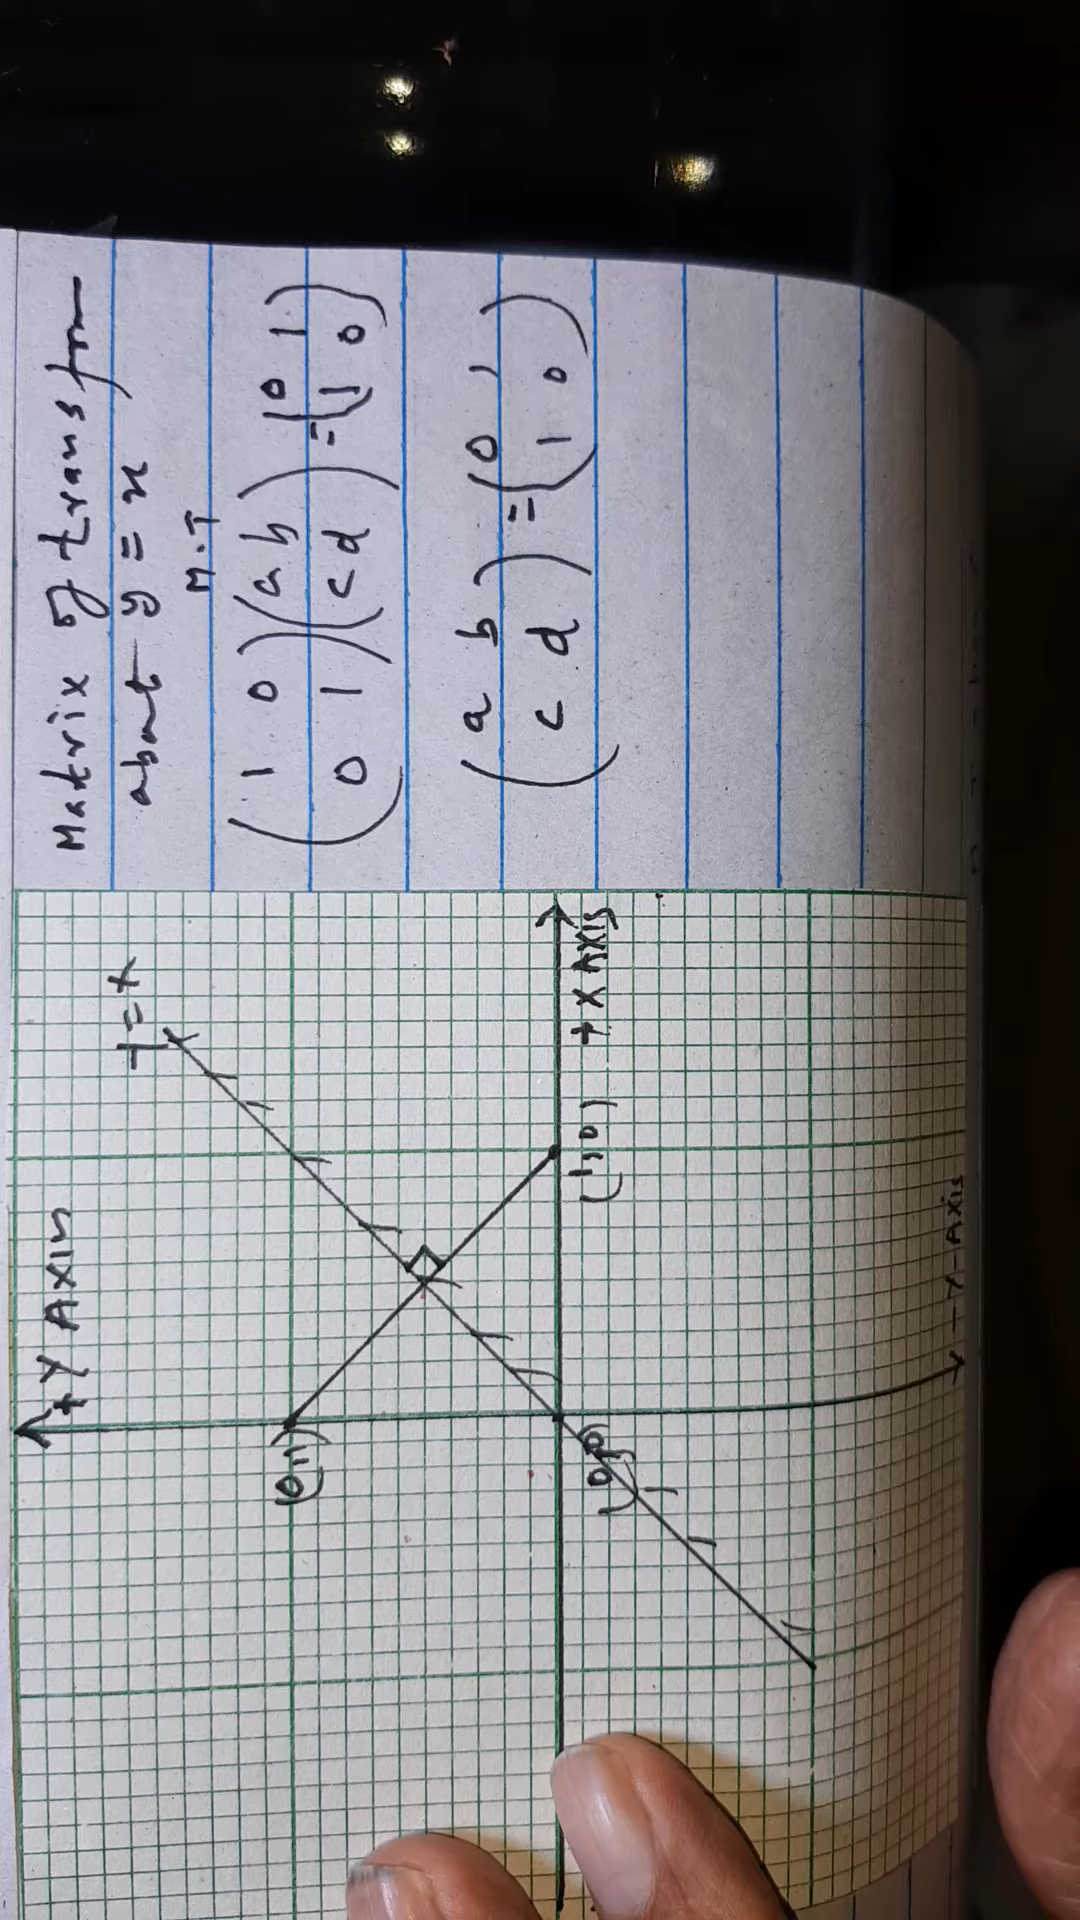 Matrix of transfrm
about y = x
M.T
(1 0) (a b) = (0 1)
(0 1) (c d) = (1 0)
(a b) = (0 1)
(c d) = (1 0)
+Y AXIS
Y=X
(0,1)
(0,0)
(1,0)
+ X AXIS
-Y-AXIS